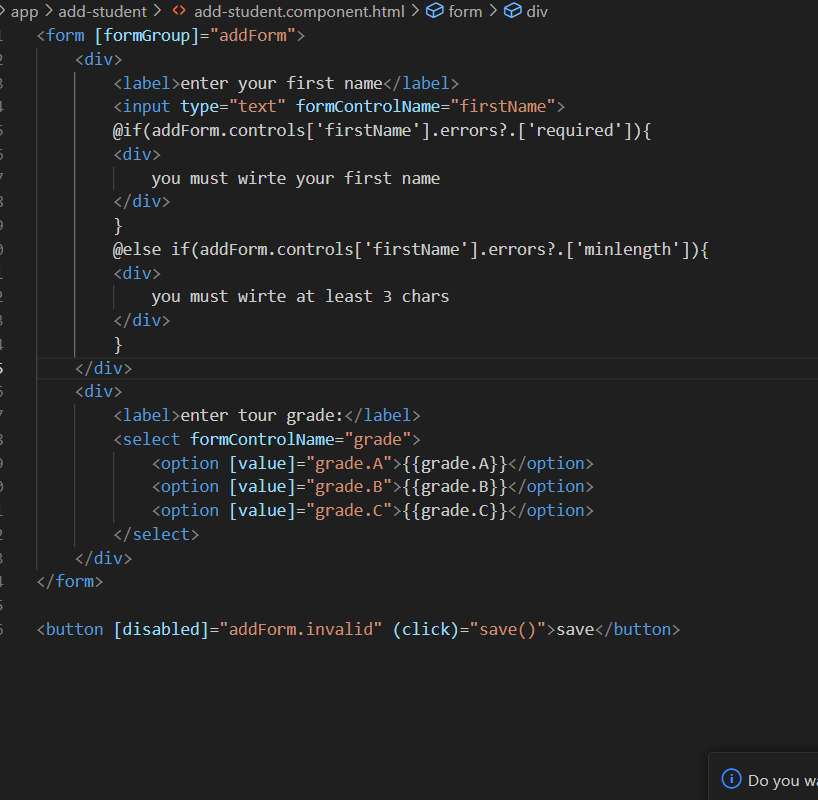 app > add-student > <> add-student.component.html > form > div
<form [formGroup]="addForm">
<div>
<label>enter your first name</label>
<input type="text" formControlName="firstName">
@if(addForm.controls['firstName'].errors?.['required']){
<div>
you must wirte your first name
</div>
}
@else if(addForm.controls['firstName'].errors?.['minlength']){
<div>
you must wirte at least 3 chars
</div>
}
</div>
<div>
<label>enter tour grade:</label>
<select formControlName="grade">
<option [value]="grade.A">{{grade.A}}</option>
<option [value]="grade.B">{{grade.B}}</option>
<option [value]="grade.C">{{grade.C}}</option>
</select>
</div>
</form>
<button [disabled]="addForm.invalid" (click)="save()">save</button>
Do you